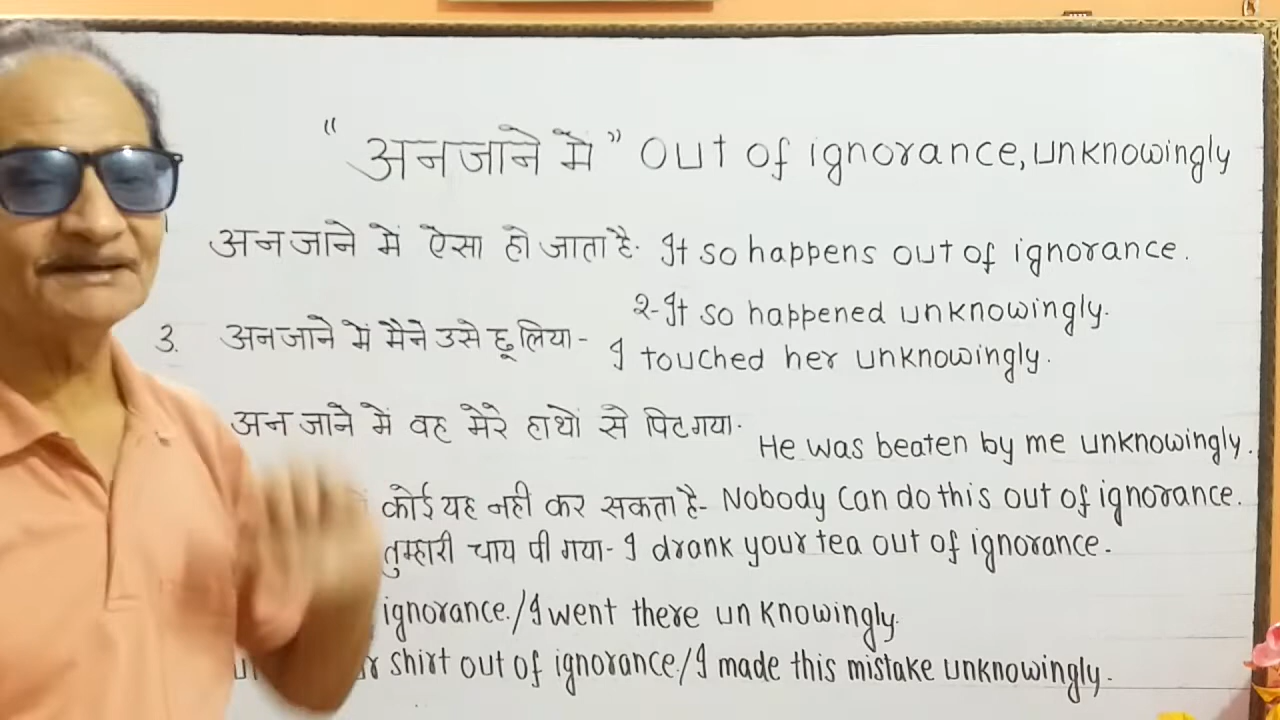 "अनजाने में" Out of ignorance, unknowingly
अनजाने में ऐसा हो जाता है. It so happens out of ignorance.
2-It so happened unknowingly.
3. अनजाने में मैने उसे छू लिया- I touched her unknowingly.
अनजाने में वह मेरे हाथों से पिट गया.
He was beaten by me unknowingly.
कोई यह नही कर सकता है- Nobody can do this out of ignorance.
तुम्हारी चाय पी गया- I drank your tea out of ignorance.
ignorance./I went there unknowingly.
shirt out of ignorance./I made this mistake unknowingly.